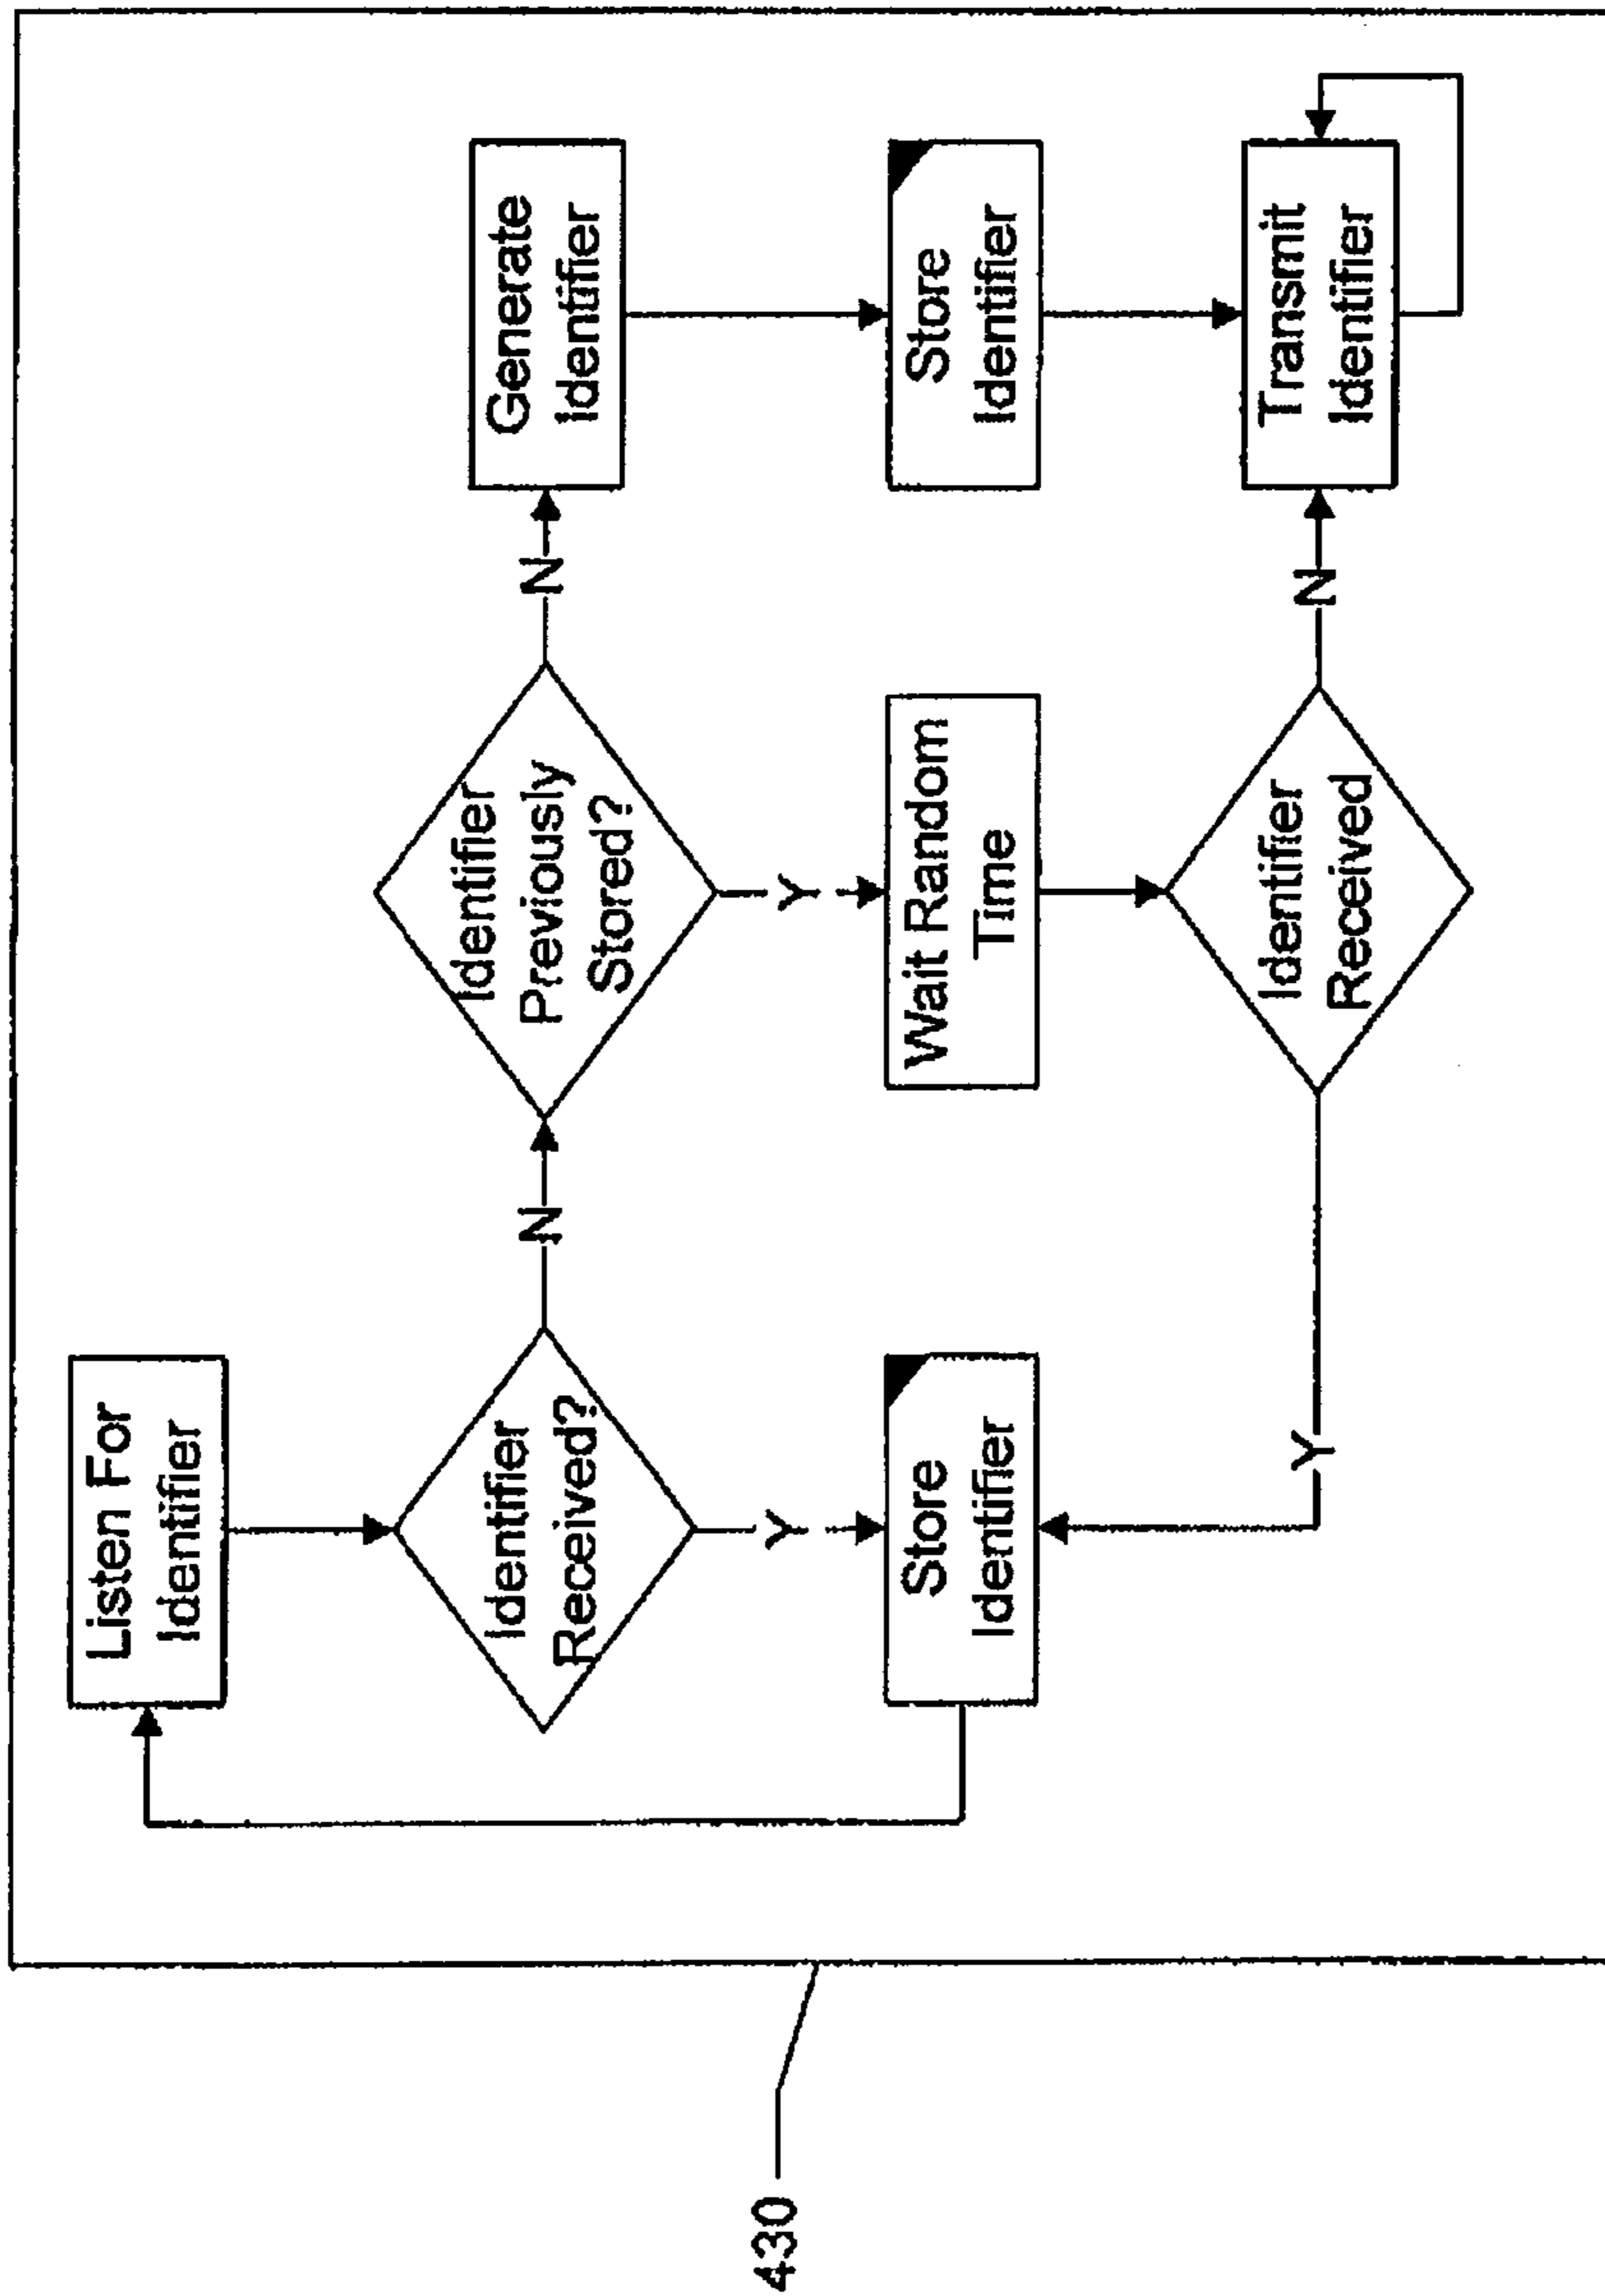 Listen For
Identifier
Identifier
Received?
N
Identifier
Previously
Stored?
N
Generate
Identifier
Y
Y
430
Store
Identifier
Wait Random
Time
Store
Identifier
Y
Identifier
Received
N
Transmit
Identifier